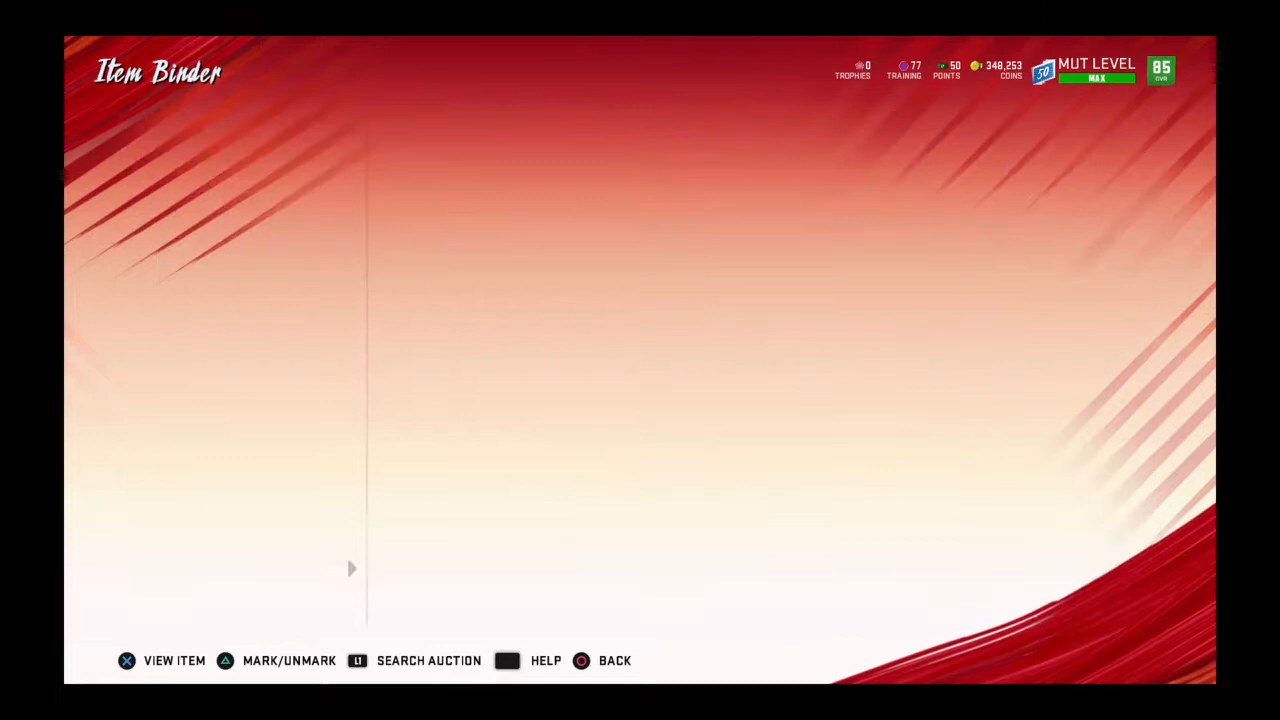 Item Binder
0 TROPHIES
77 TRAINING
50 POINTS
348,253 COINS
50 MUT LEVEL
MAX
85 OVR
VIEW ITEM MARK/UNMARK L1 SEARCH AUCTION HELP BACK